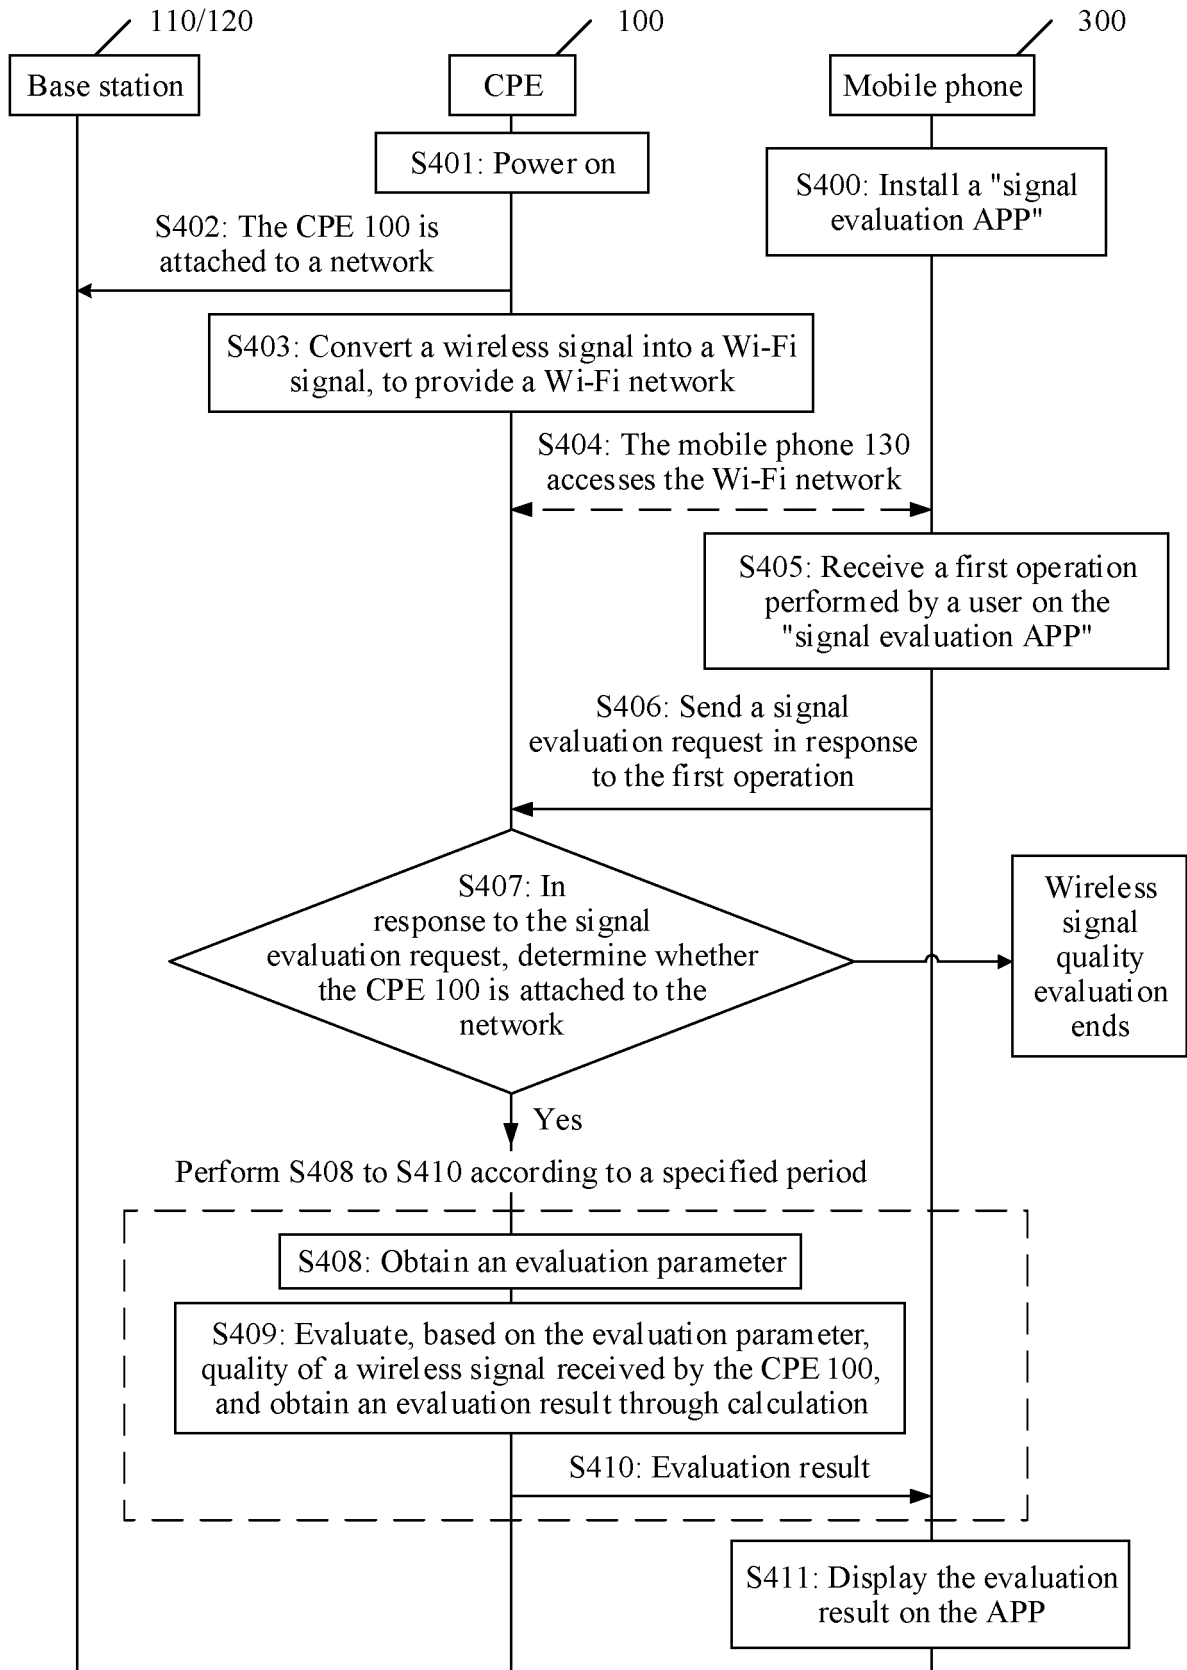 110/120
100
300
Base station
CPE
Mobile phone
S401: Power on
S400: Install a "signal
evaluation APP"
S402: The CPE 100 is
attached to a network
S403: Convert a wireless signal into a Wi-Fi
signal, to provide a Wi-Fi network
S404: The mobile phone 130
accesses the Wi-Fi network
S405: Receive a first operation
performed by a user on the
"signal evaluation APP"
S406: Send a signal
evaluation request in response
to the first operation
S407: In
response to the signal
evaluation request, determine whether
the CPE 100 is attached to the
network
Wireless
signal
quality
evaluation
ends
Yes
Perform S408 to S410 according to a specified period
S408: Obtain an evaluation parameter
S409: Evaluate, based on the evaluation parameter,
quality of a wireless signal received by the CPE 100,
and obtain an evaluation result through calculation
S410: Evaluation result
S411: Display the evaluation
result on the APP